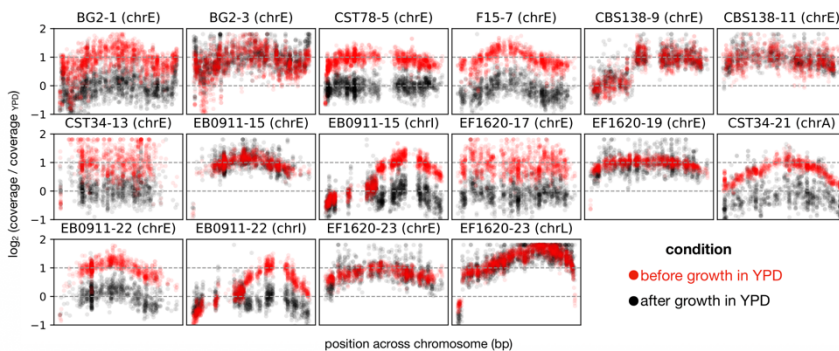 BG2-1 (chrE) BG2-3 (chrE) CST78-5 (chrE) F15-7 (chrE) CBS138-9 (chrE) CBS138-11 (chrE)
2
1
0
−1
CST34-13 (chrE) EB0911-15 (chrE) EB0911-15 (chrI) EF1620-17 (chrE) EF1620-19 (chrE) CST34-21 (chrA)
2
1
0
−1
EB0911-22 (chrE) EB0911-22 (chrI) EF1620-23 (chrE) EF1620-23 (chrL)
2
1
0
−1
log₂ (coverage / coverage YPD)
condition
before growth in YPD
after growth in YPD
position across chromosome (bp)